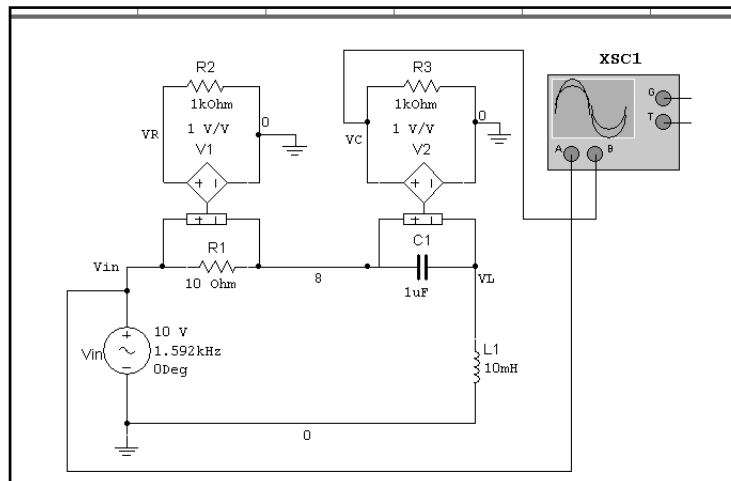 XSC1
G
T
A
B
R2
1kOhm
0
1 V/V
VR
V1
+ -
+ -
R3
1kOhm
0
1 V/V
VC
V2
+ -
+ -
Vin
R1
10 Ohm
8
C1
1uF
VL
+
-
Vin
10 V
1.592kHz
0Deg
L1
10mH
0